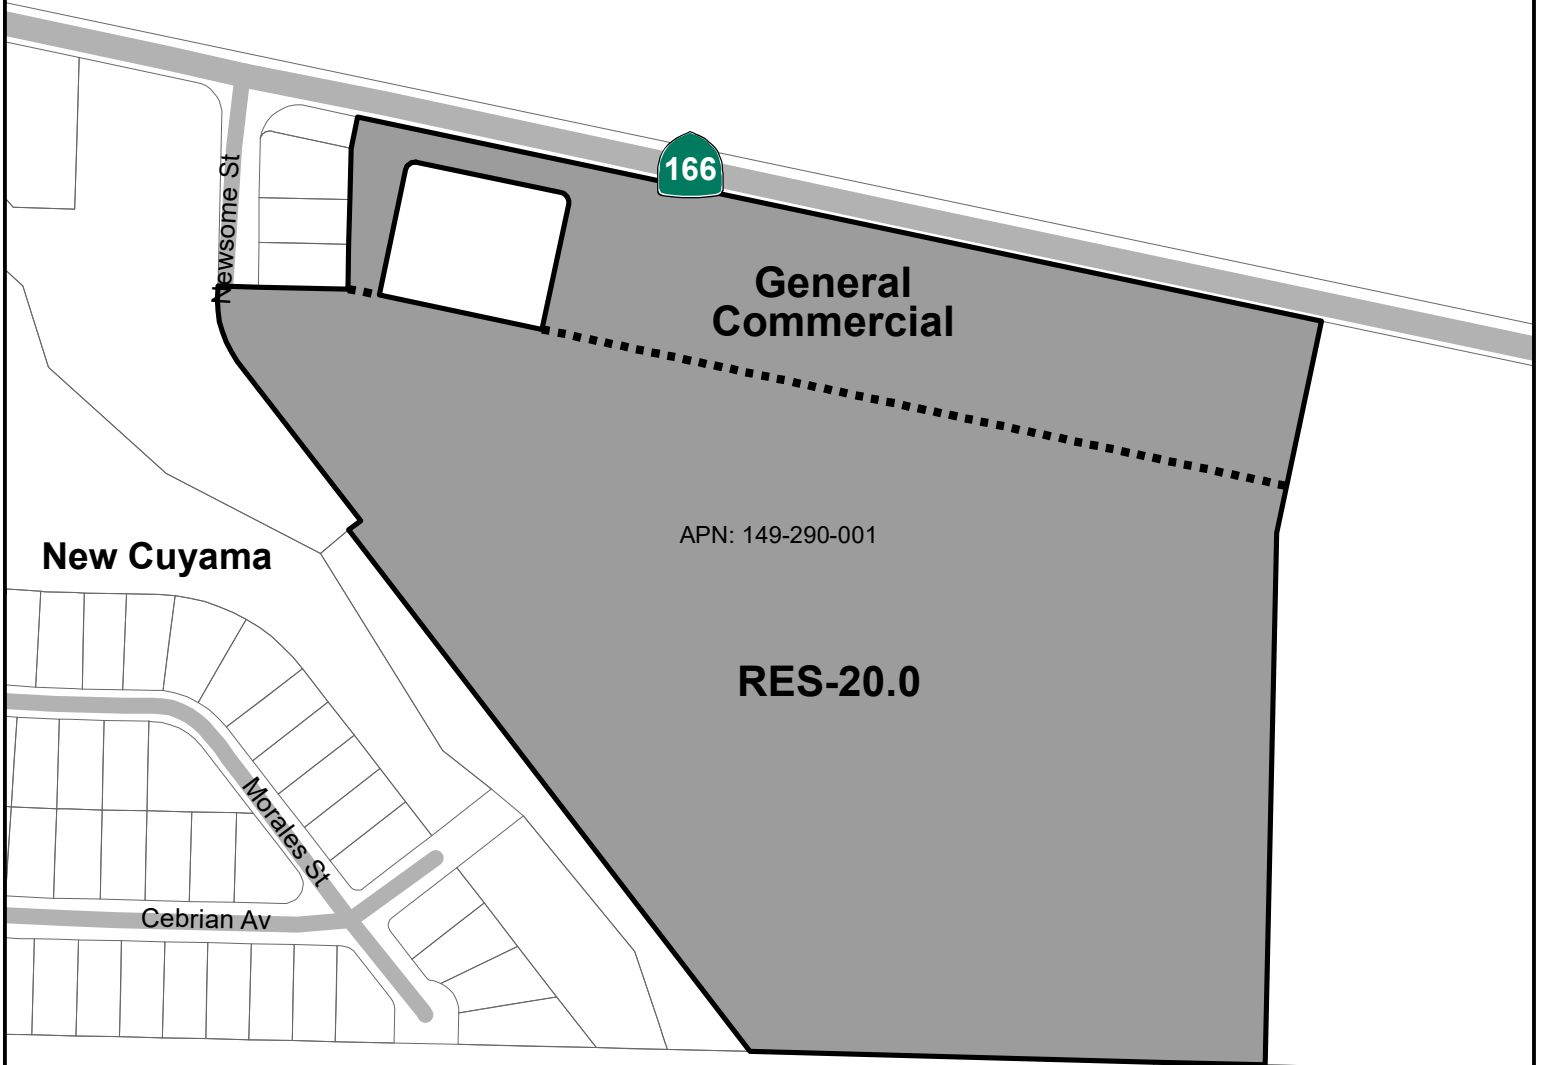 166
Newsome St
General
Commercial
APN: 149-290-001
New Cuyama
RES-20.0
Morales St
Cebrian Av